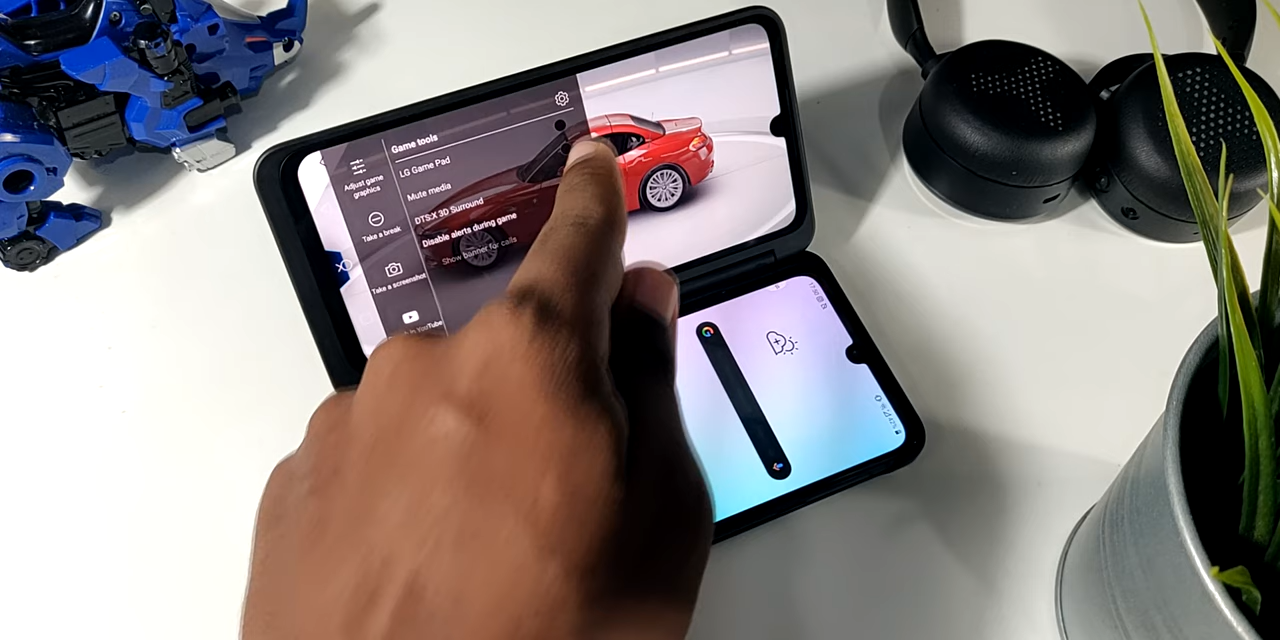 Game tools
LG Game Pad
Mute media
DTS:X 3D Surround
Disable alerts during game
Show banner for calls
Adjust game
graphics
Take a break
Take a screenshot
YouTube